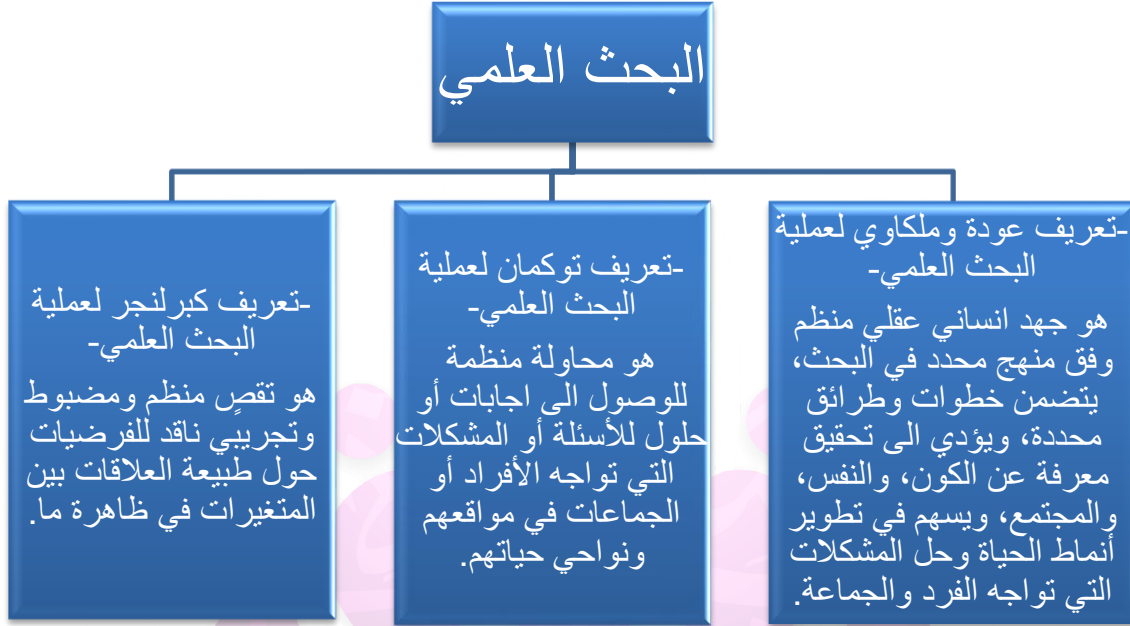 البحث العلمي
-تعريف عودة وملكاوي لعملية
البحث العلمي-
هو جهد انساني عقلي منظم
وفق منهج محدد في البحث،
يتضمن خطوات وطرائق
محددة، ويؤدي الى تحقيق
معرفة عن الكون، والنفس،
والمجتمع، ويسهم في تطوير
أنماط الحياة وحل المشكلات
التي تواجه الفرد والجماعة.
-تعريف توكمان لعملية
البحث العلمي-
هو محاولة منظمة
للوصول الى اجابات أو
حلول للأسئلة أو المشكلات
التي تواجه الأفراد أو
الجماعات في مواقعهم
ونواحي حياتهم.
-تعريف كبرلنجر لعملية
البحث العلمي-
هو تقصٍ منظم ومضبوط
وتجريبي ناقد للفرضيات
حول طبيعة العلاقات بين
المتغيرات في ظاهرة ما.